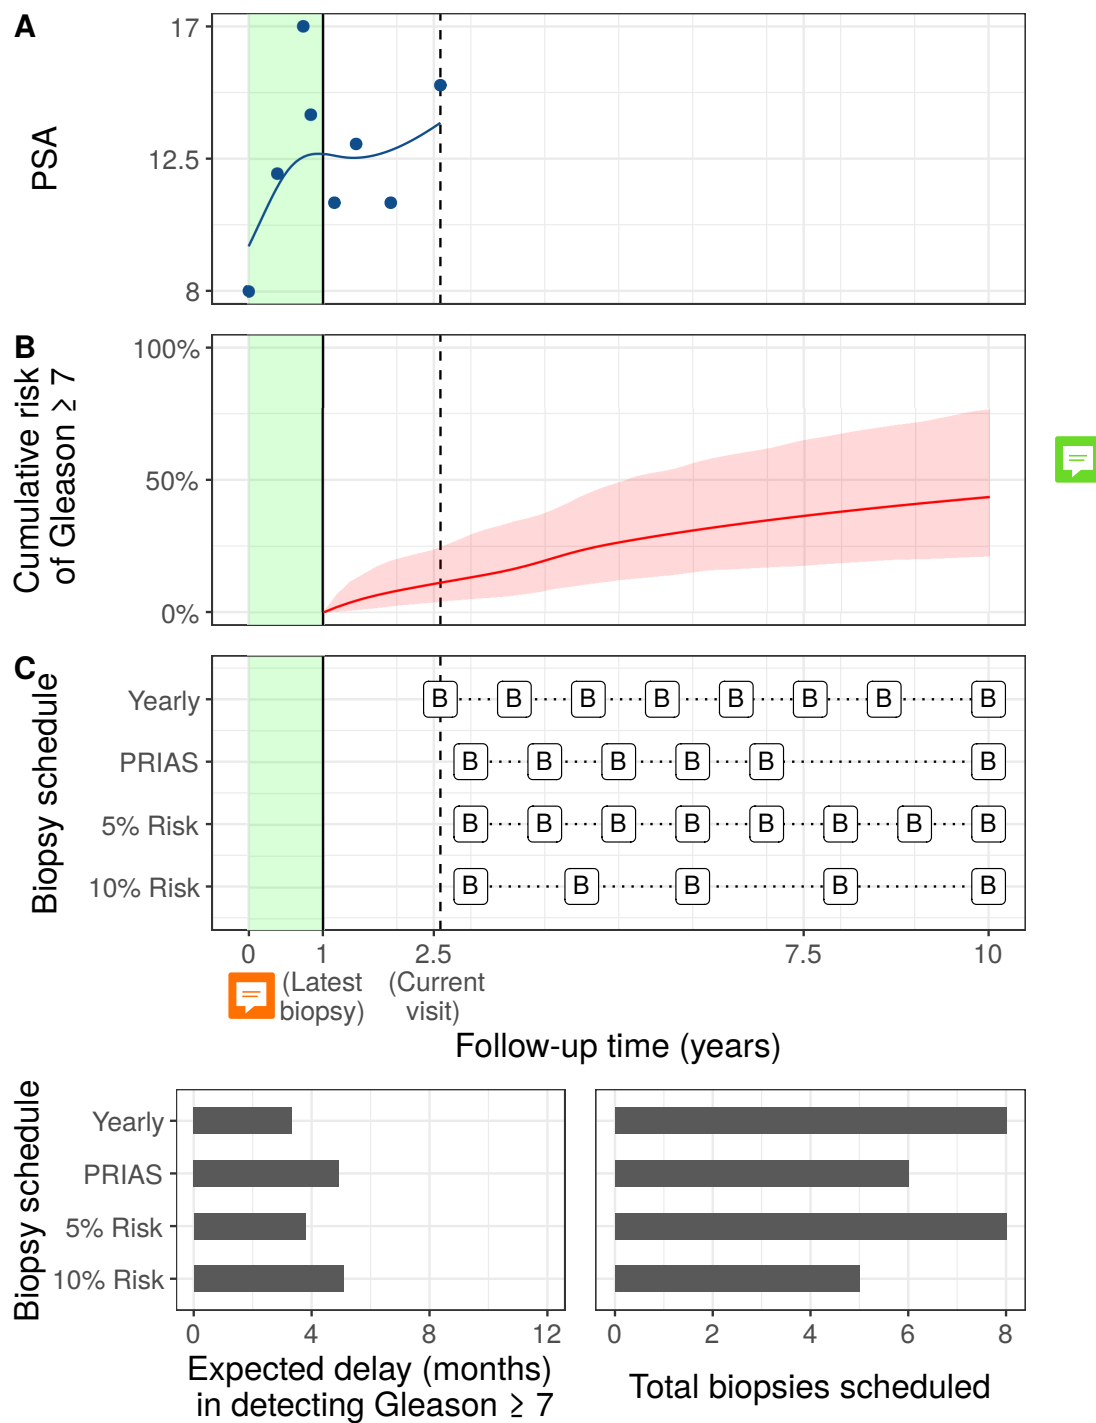 A
17
12.5
8
PSA
B
100%
50%
0%
Cumulative risk
of Gleason ≥ 7
C
Biopsy schedule
Yearly B B B B B B B B
PRIAS B B B B B B
5% Risk B B B B B B B B
10% Risk B B B B B
0 1 2.5 7.5 10
(Latest
biopsy)
(Current
visit)
Follow-up time (years)
Biopsy schedule
Yearly
PRIAS
5% Risk
10% Risk
0 4 8 12
Expected delay (months)
in detecting Gleason ≥ 7
0 2 4 6 8
Total biopsies scheduled